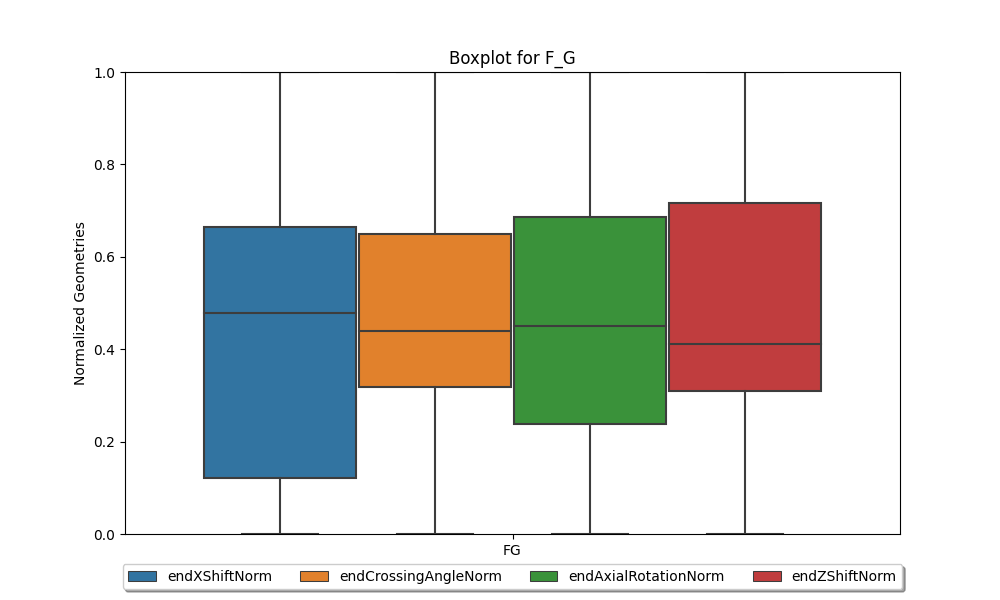 Boxplot for F_G
1.0
0.8
0.6
0.4
0.2
0.0
Normalized Geometries
FG
endXShiftNorm endCrossingAngleNorm endAxialRotationNorm endZShiftNorm